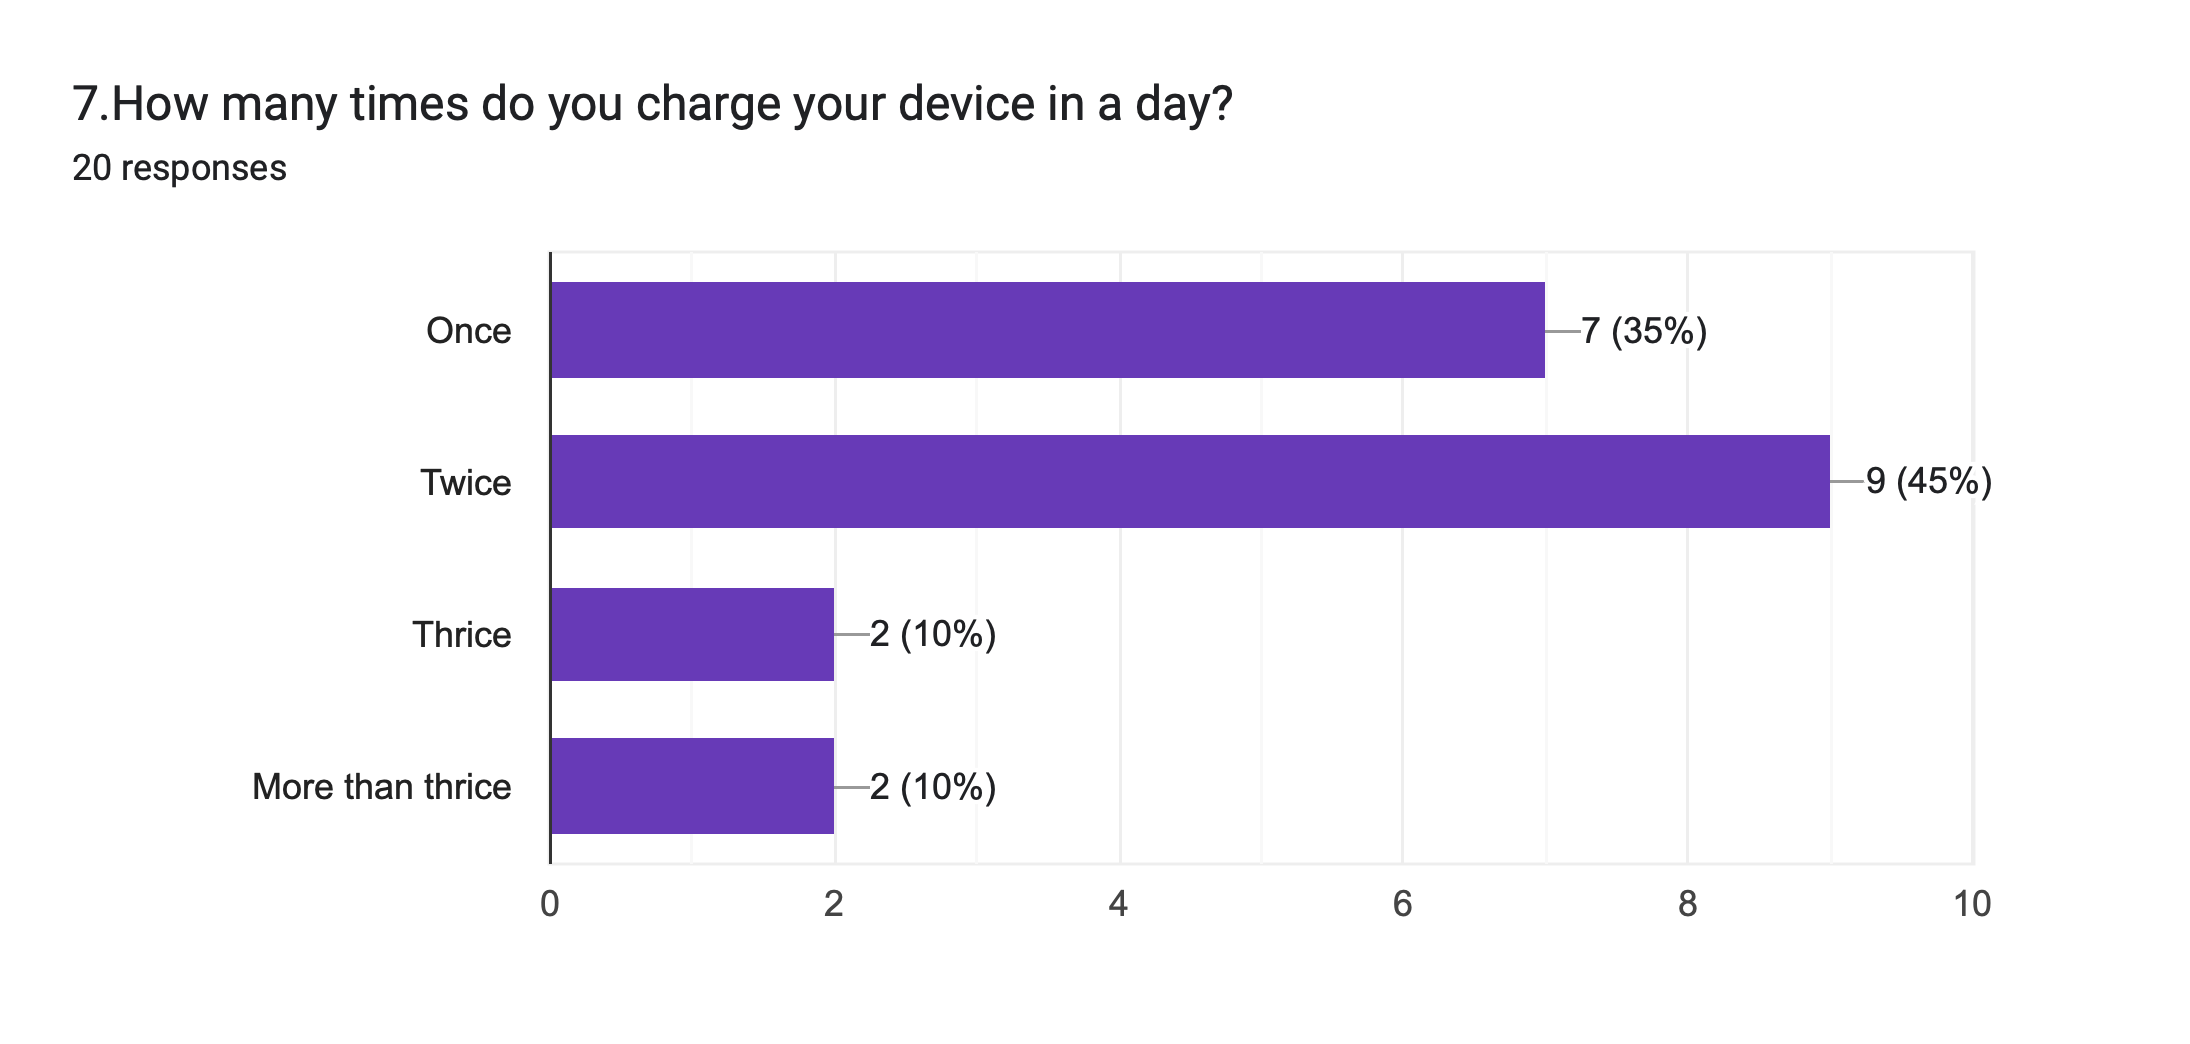 7.How many times do you charge your device in a day?
20 responses
Once
7 (35%)
Twice
9 (45%)
Thrice
2 (10%)
More than thrice
2 (10%)
0 2 4 6 8 10